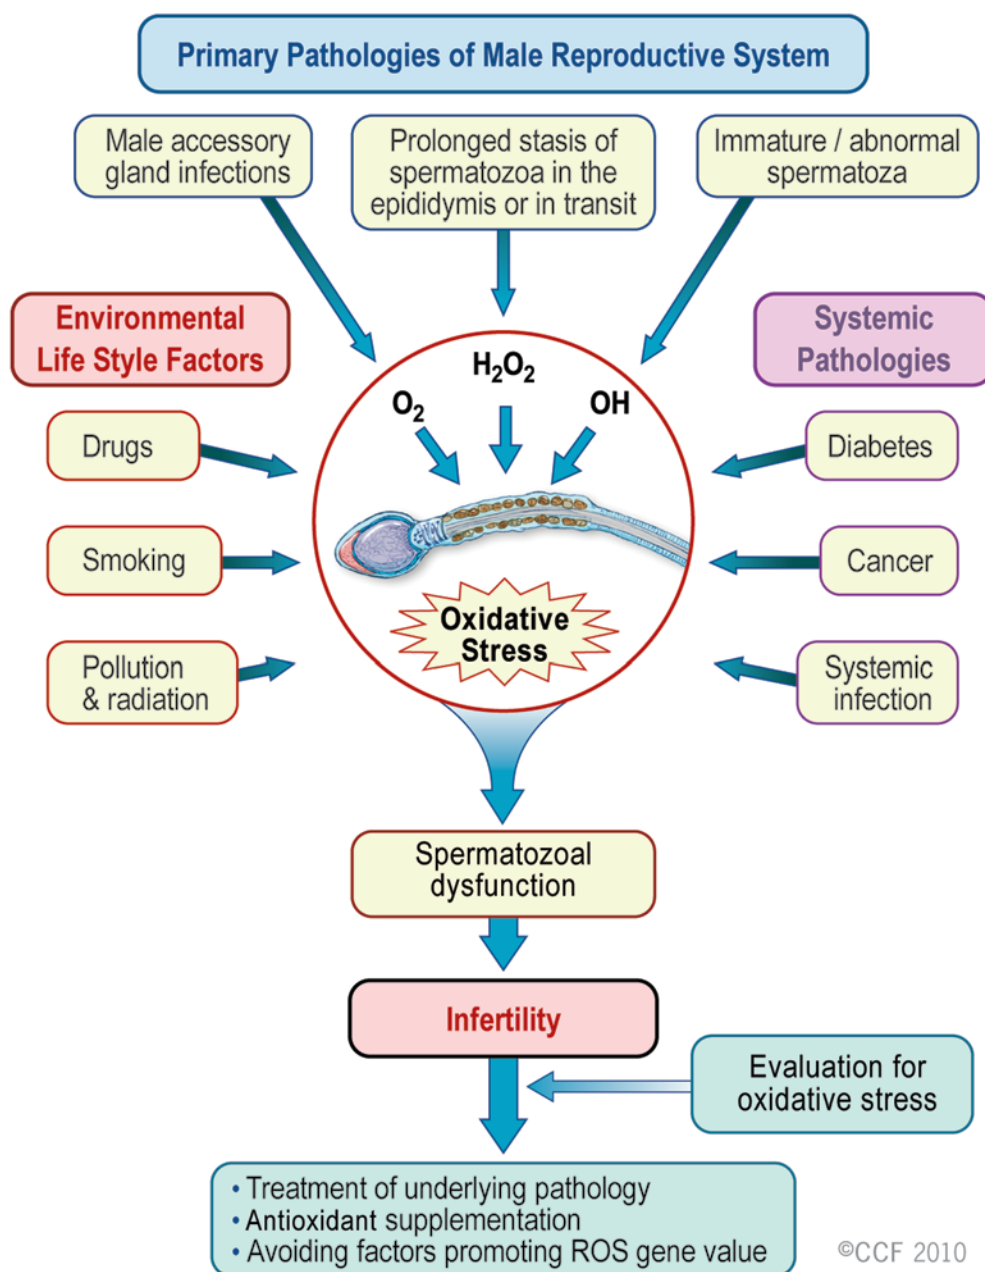 Primary Pathologies of Male Reproductive System
Male accessory
gland infections
Prolonged stasis of
spermatozoa in the
epididymis or in transit
Immature / abnormal
spermatoza
Environmental
Life Style Factors
Systemic
Pathologies
H₂O₂
O₂
OH
Drugs
Diabetes
Smoking
Cancer
Oxidative
Stress
Pollution
& radiation
Systemic
infection
Spermatozoal
dysfunction
Infertility
Evaluation for
oxidative stress
• Treatment of underlying pathology
• Antioxidant supplementation
• Avoiding factors promoting ROS gene value
©CCF 2010